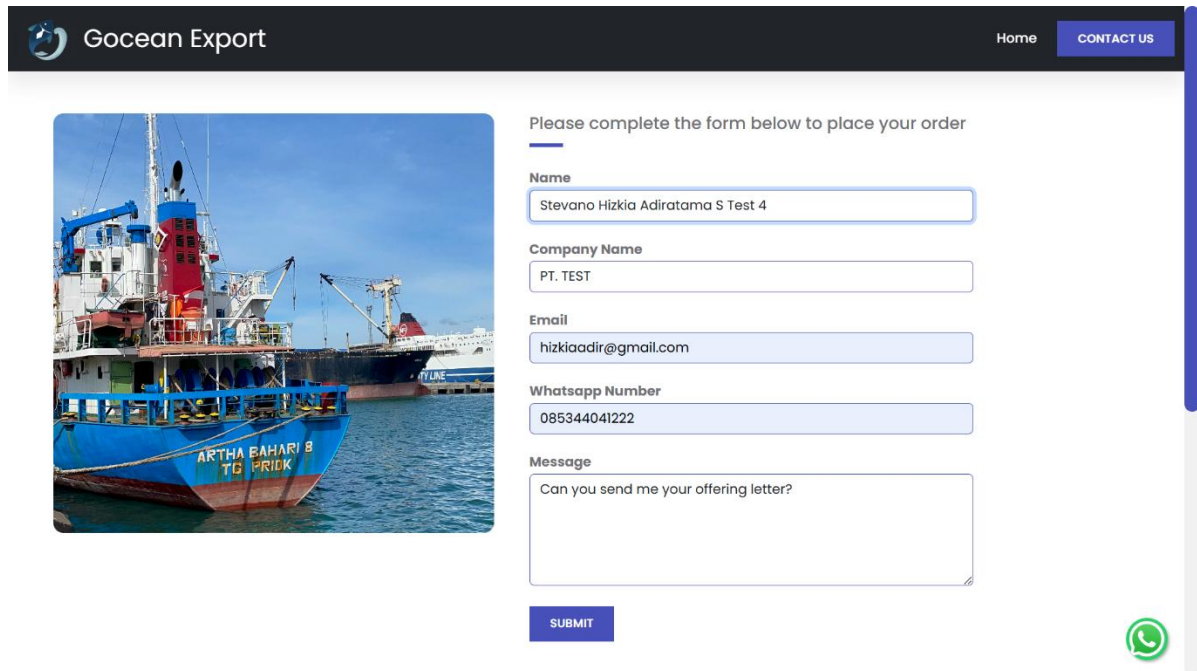 Gocean Export
Home
CONTACT US
Please complete the form below to place your order
Name
Stevano Hizkia Adiratama S Test 4
Company Name
PT. TEST
Email
hizkiaadir@gmail.com
Whatsapp Number
085344041222
Message
Can you send me your offering letter?
SUBMIT
ARTHA BAHARI 8
TG PRIOK
TY LINE